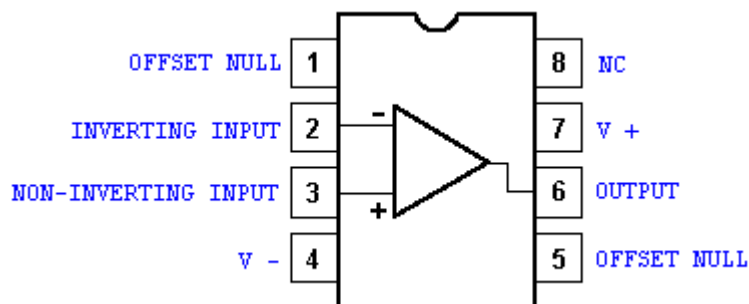 OFFSET NULL 1 8 NC
INVERTING INPUT 2 - 7 V +
NON-INVERTING INPUT 3 + 6 OUTPUT
V - 4 5 OFFSET NULL